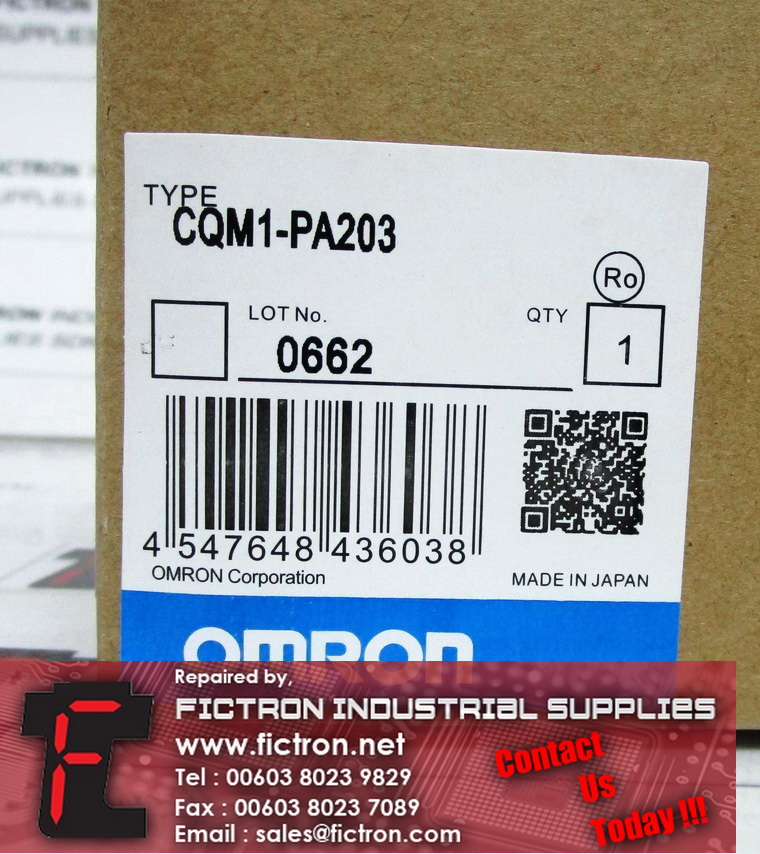 TYPE
CQM1-PA203
Ro
LOT No.
0662
QTY
1
4 547648 436038
OMRON Corporation
MADE IN JAPAN
OMRON
Repaired by,
FICTRON INDUSTRIAL SUPPLIES
www.fictron.net
Tel : 00603 8023 9829
Fax : 00603 8023 7089
Email : sales@fictron.com
Contact
Us
Today !!!